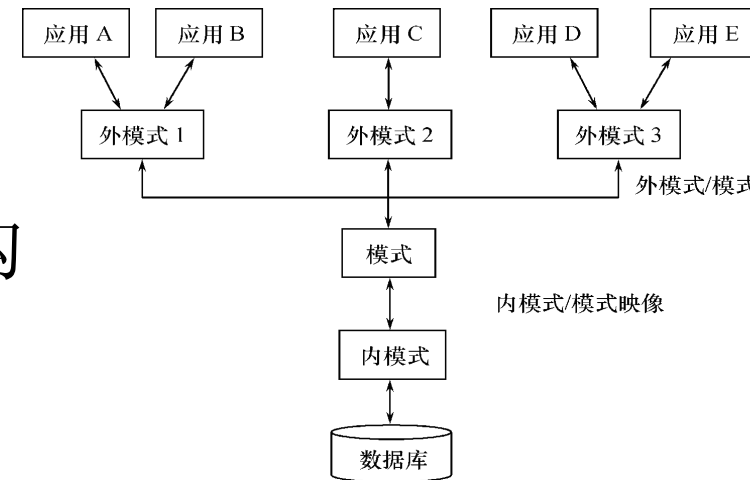 应用 A
应用 B
应用 C
应用 D
应用 E
外模式 1
外模式 2
外模式 3
外模式/模式
模式
内模式/模式映像
内模式
数据库